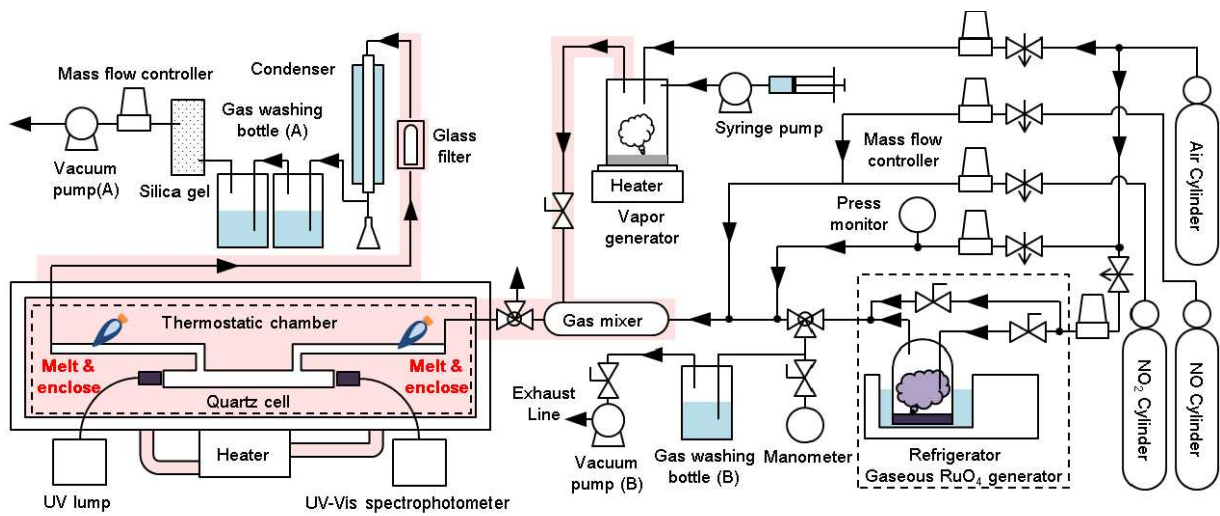 Mass flow controller
Condenser
Gas washing
bottle (A)
Glass
filter
Vacuum
pump(A)
Silica gel
Syringe pump
Heater
Vapor
generator
Mass flow
controller
Press
monitor
Air Cylinder
Thermostatic chamber
Melt &
enclose
Melt &
enclose
Quartz cell
Heater
UV lump
UV-Vis spectrophotometer
Gas mixer
Exhaust
Line
Vacuum
pump (B)
Gas washing
bottle (B)
Manometer
Refrigerator
Gaseous RuO₄ generator
NO₂ Cylinder
NO Cylinder